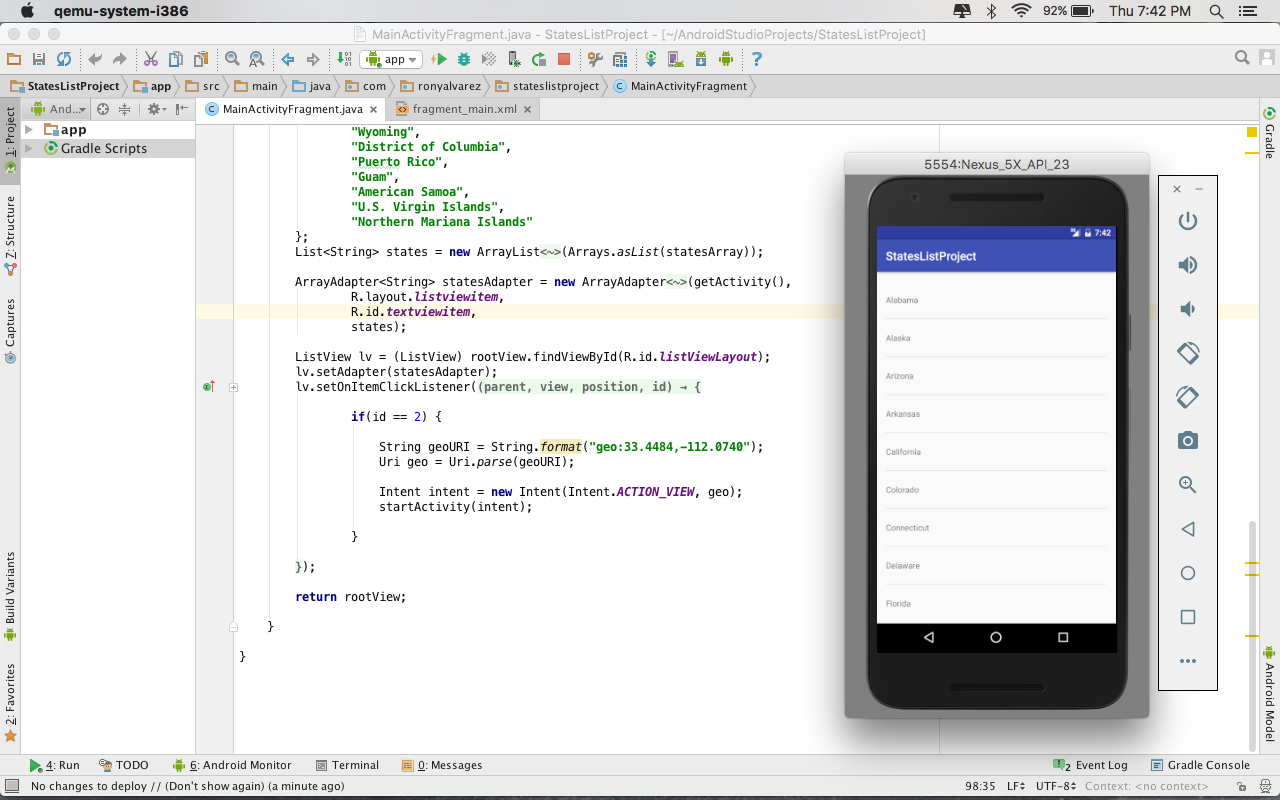 qemu-system-i386
92%
Thu 7:42 PM
MainActivityFragment.java - StatesListProject - [~/AndroidStudioProjects/StatesListProject]
app
StatesListProject app src main java com ronyalvarez stateslistproject MainActivityFragment
And...
MainActivityFragment.java
fragment_main.xml
1: Project
Z: Structure
Captures
Build Variants
2: Favorites
app
Gradle Scripts
"Wyoming",
"District of Columbia",
"Puerto Rico",
"Guam",
"American Samoa",
"U.S. Virgin Islands",
"Northern Mariana Islands"
};
List<String> states = new ArrayList<~>(Arrays.asList(statesArray));
ArrayAdapter<String> statesAdapter = new ArrayAdapter<~>(getActivity(),
R.layout.listviewitem,
R.id.textviewitem,
states);
ListView lv = (ListView) rootView.findViewById(R.id.listViewLayout);
lv.setAdapter(statesAdapter);
lv.setOnItemClickListener((parent, view, position, id) → {
if(id == 2) {
String geoURI = String.format("geo:33.4484,-112.0740");
Uri geo = Uri.parse(geoURI);
Intent intent = new Intent(Intent.ACTION_VIEW, geo);
startActivity(intent);
}
});
return rootView;
}
}
5554:Nexus_5X_API_23
7:42
StatesListProject
Alabama
Alaska
Arizona
Arkansas
California
Colorado
Connecticut
Delaware
Florida
Gradle
Android Model
4: Run
TODO
6: Android Monitor
Terminal
0: Messages
2 Event Log
Gradle Console
No changes to deploy // (Don't show again) (a minute ago)
98:35 LF UTF-8 Context: <no context>